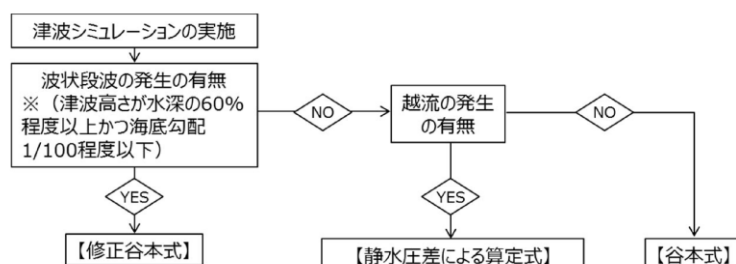 津波シミュレーションの実施
波状段波の発生の有無
※（津波高さが水深の60%
程度以上かつ海底勾配
1/100程度以下）
NO
越流の発生
の有無
NO
YES
YES
【修正谷本式】
【静水圧差による算定式】
【谷本式】